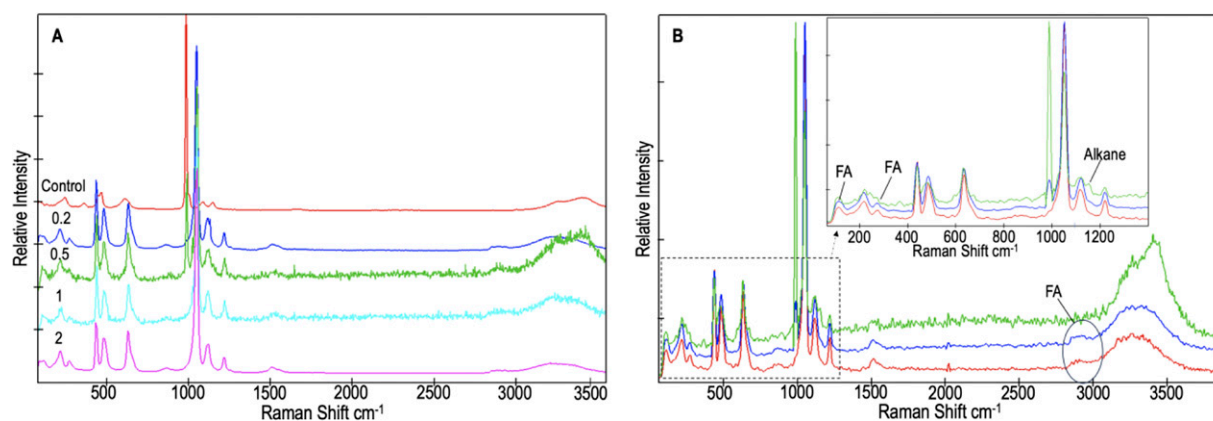 A
Relative Intensity
Control
0.2
0,5
1
2
500 1000 1500 2000 2500 3000 3500
Raman Shift cm-1
B
Relative Intensity
FA
FA
Alkane
200 400 600 800 1000 1200
Raman Shift cm-1
FA
500 1000 1500 2000 2500 3000 3500
Raman Shift cm-1